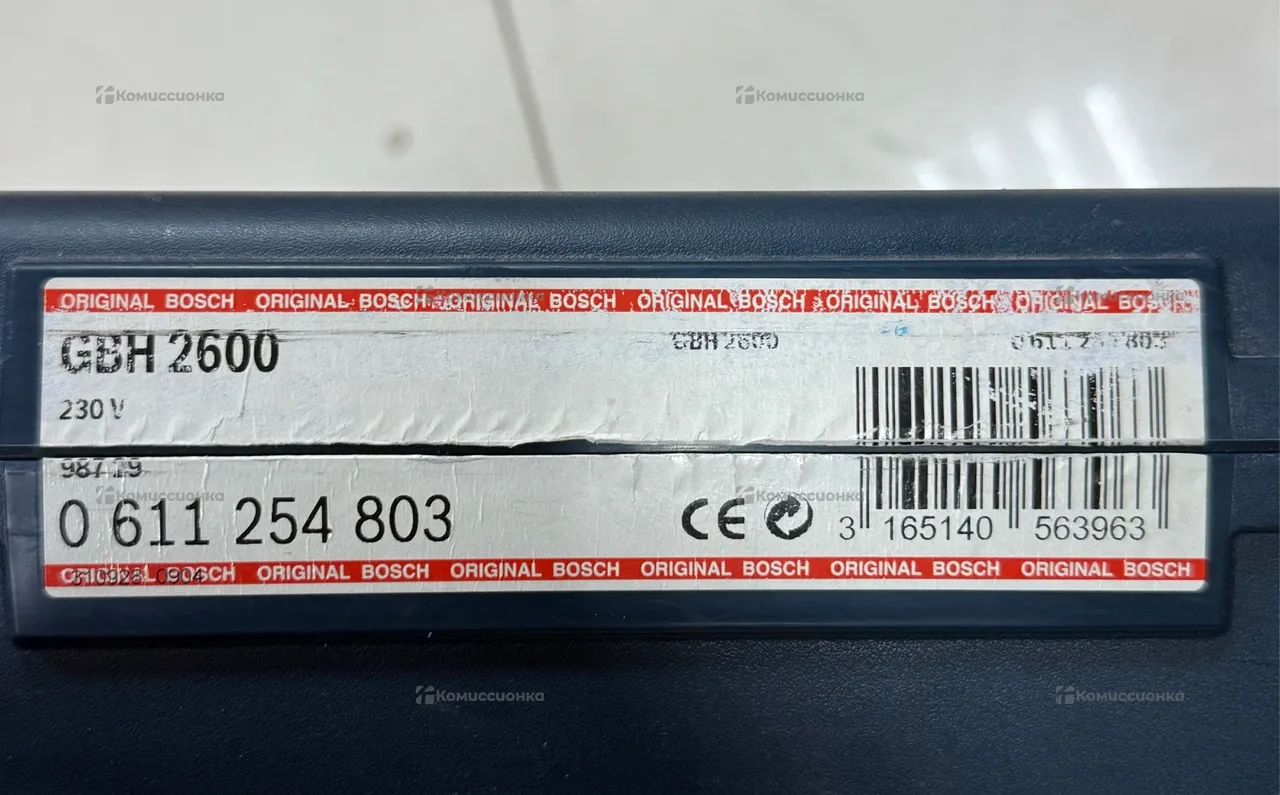 Комиссионка Комиссионка
ORIGINAL BOSCH ORIGINAL BOSCH ORIGINAL BOSCH ORIGINAL BOSCH ORIGINAL BOSCH ORIGINAL BOSCH
GBH 2600 GBH 2600
230 V
0 611 254 803
3 165140 563963
Комиссионка Комиссионка
ORIGINAL BOSCH ORIGINAL BOSCH ORIGINAL BOSCH ORIGINAL BOSCH ORIGINAL BOSCH ORIGINAL BOSCH
Комиссионка Комиссионка